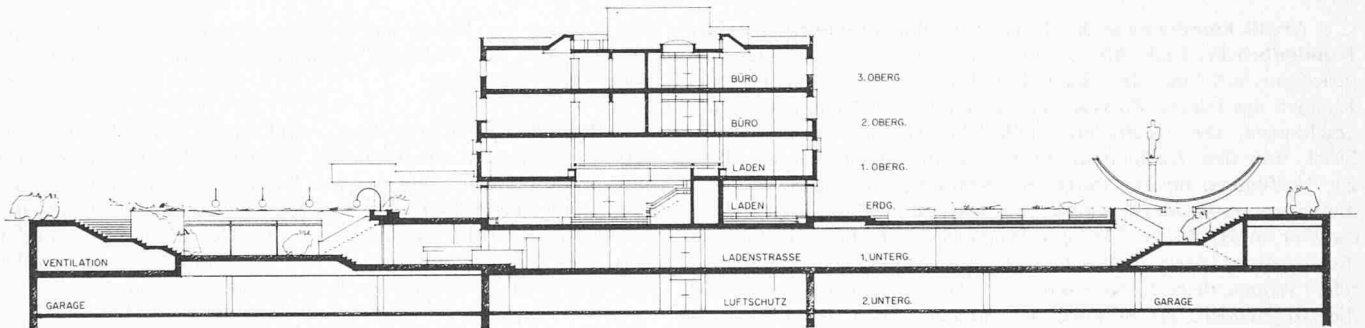 BÜRO 3. OBERG.
BÜRO 2. OBERG.
LADEN 1. OBERG.
LADEN ERDG.
VENTILATION LADENSTRASSE 1. UNTERG.
GARAGE LUFTSCHUTZ 2. UNTERG. GARAGE